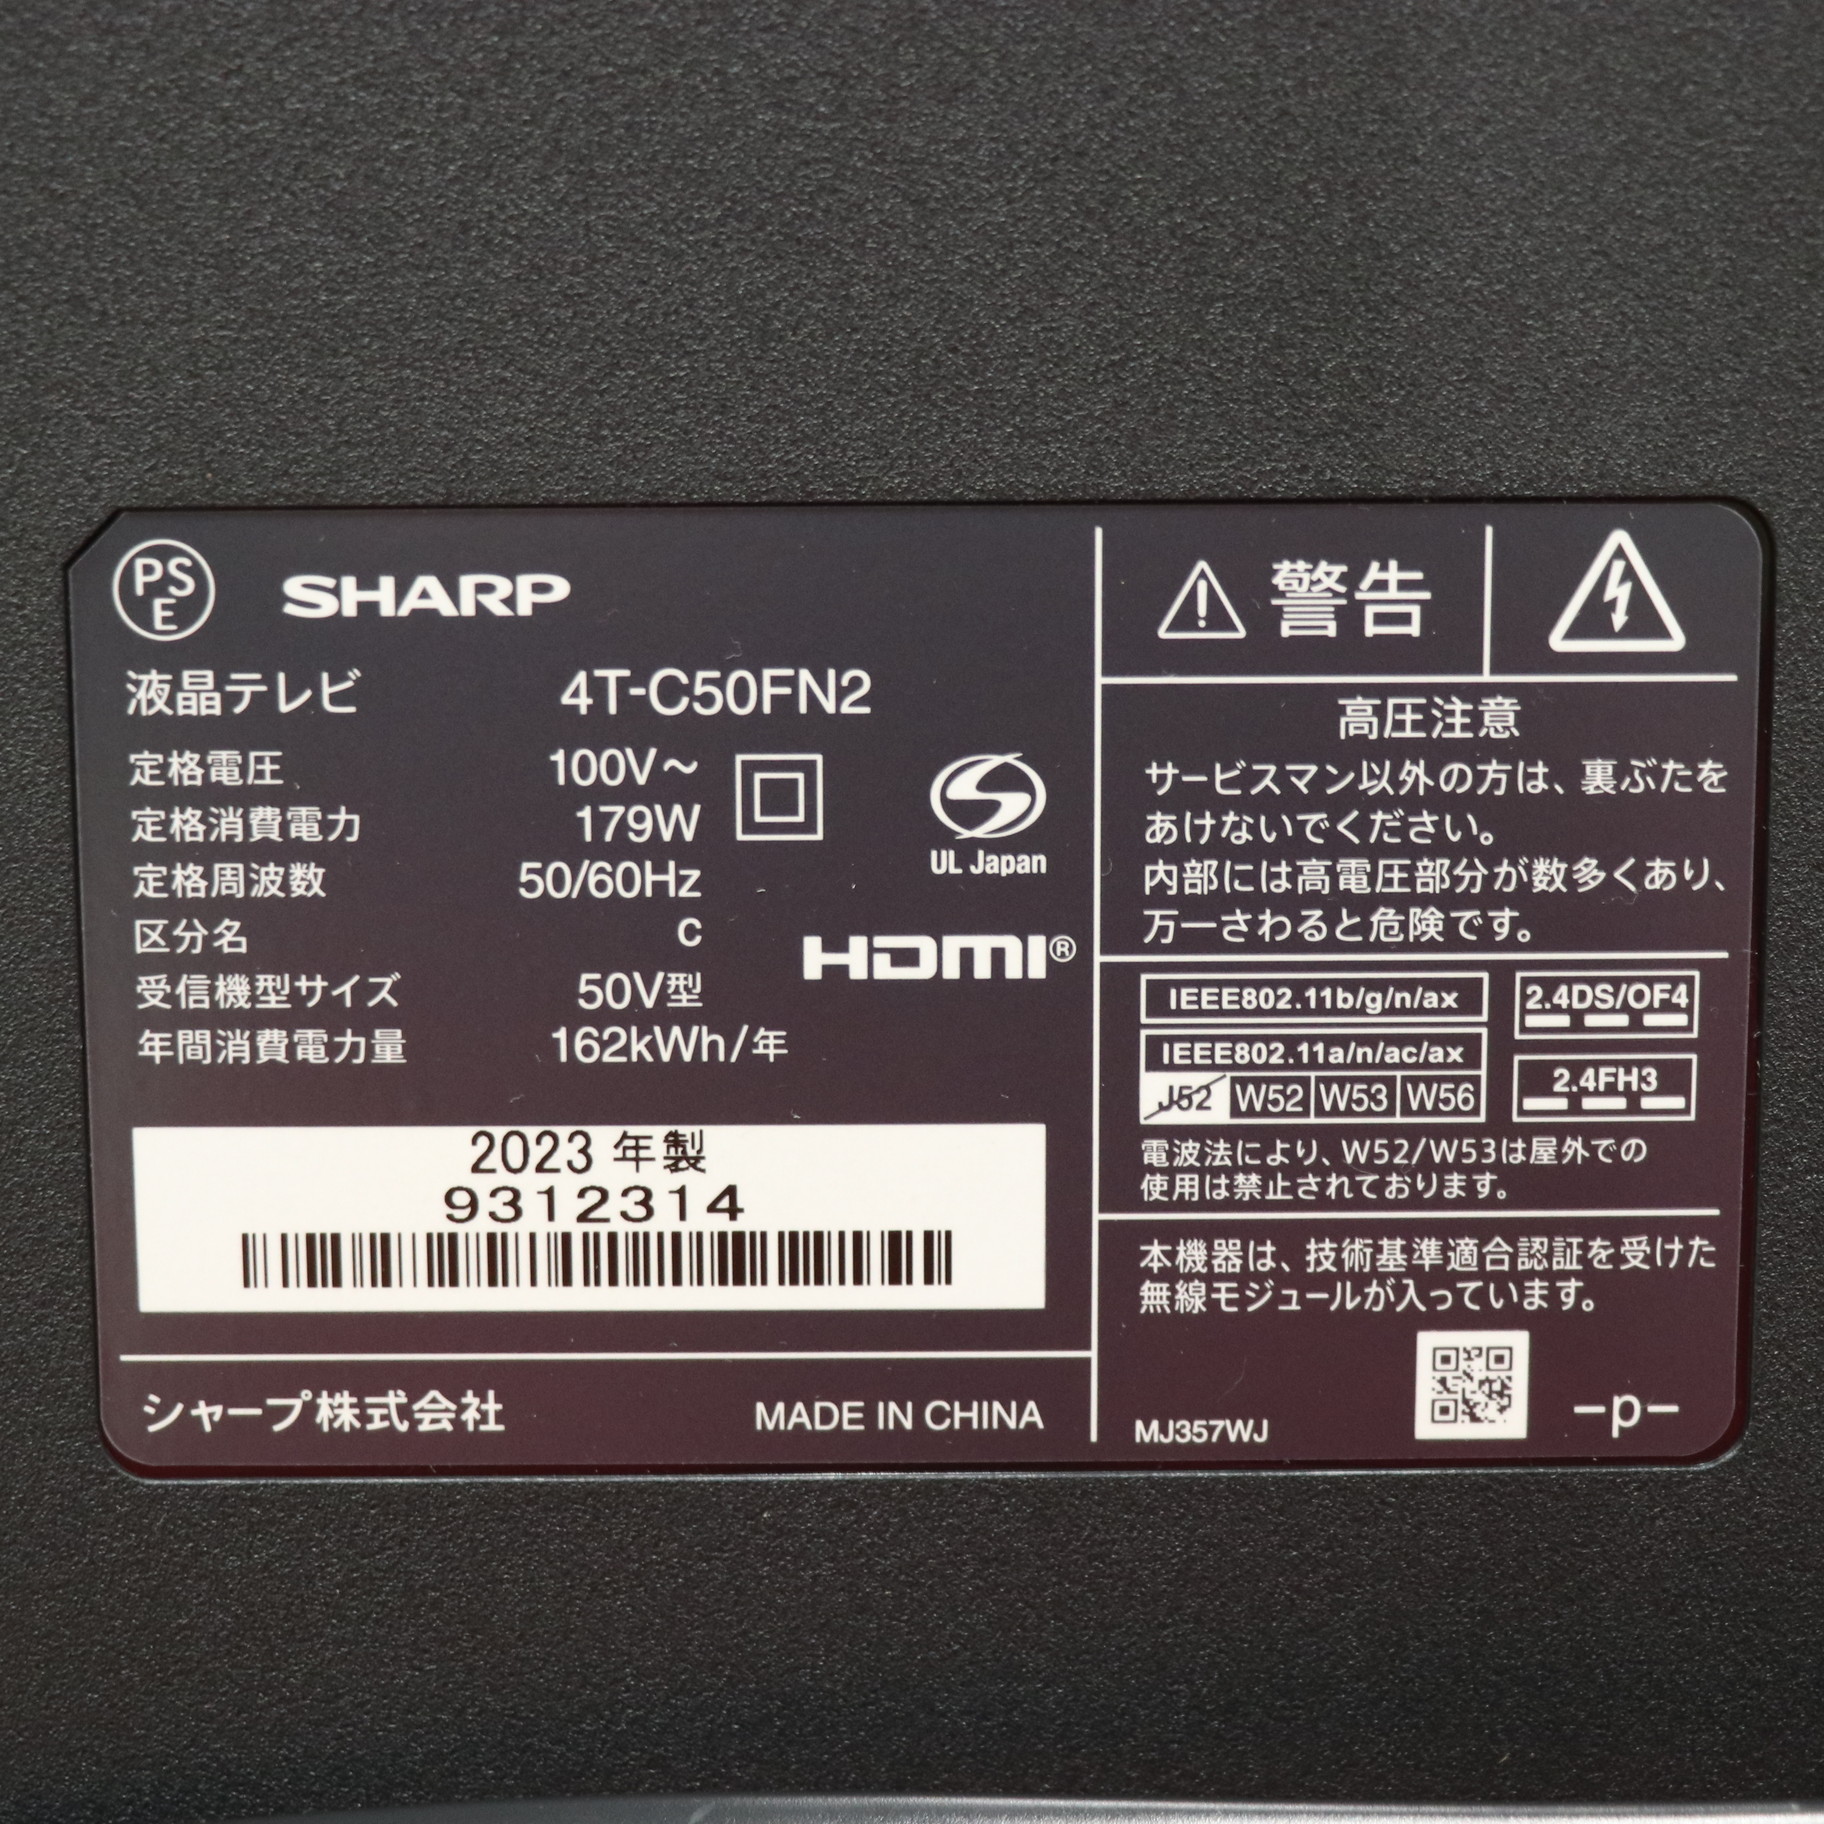 PSE SHARP
液晶テレビ 4T-C50FN2
定格電圧 100V～
定格消費電力 179W
定格周波数 50/60Hz
区分名 C
受信機型サイズ 50V型
年間消費電力量 162kWh/年
UL Japan
HDMI®
2023 年製
9312314
シャープ株式会社 MADE IN CHINA
警告
高圧注意
サービスマン以外の方は、裏ぶたを
あけないでください。
内部には高電圧部分が数多くあり、
万一さわると危険です。
IEEE802.11b/g/n/ax
IEEE802.11a/n/ac/ax
J52 W52 W53 W56
2.4DS/OF4
2.4FH3
電波法により、W52/W53は屋外での
使用は禁止されております。
本機器は、技術基準適合認証を受けた
無線モジュールが入っています。
MJ357WJ
-p-